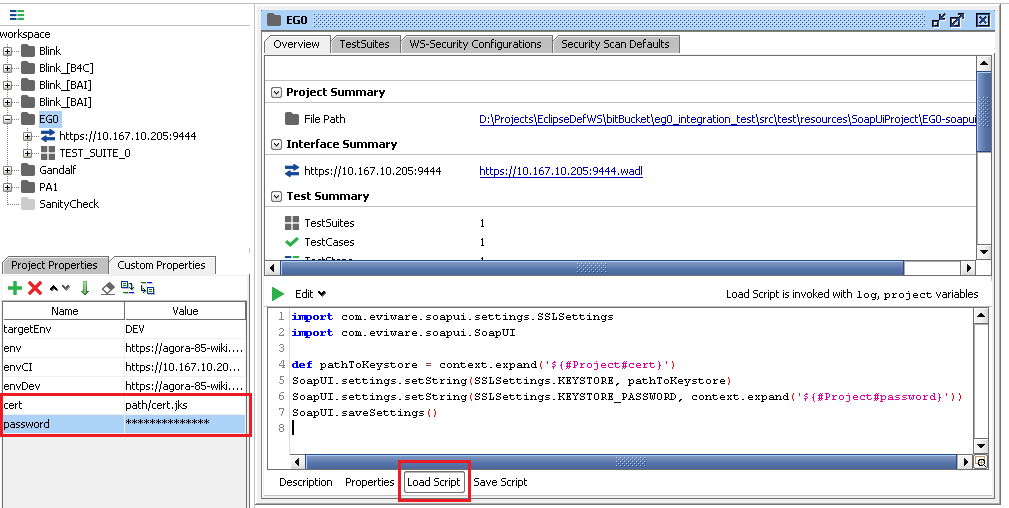 workspace
Blink
Blink_[B4C]
Blink_[BAI]
Blink_[BAI]
EG0
https://10.167.10.205:9444
TEST_SUITE_0
Gandalf
PA1
SanityCheck
Project Properties Custom Properties
Name Value
targetEnv DEV
env https://agora-85-wiki....
envCI https://10.167.10.20...
envDev https://agora-85-wiki....
cert path/cert.jks
password **************
EG0
Overview TestSuites WS-Security Configurations Security Scan Defaults
Project Summary
File Path D:\Projects\EclipseDefWS\bitBucket\eg0_integration_test\src\test\resources\SoapUiProject\EG0-soapui
Interface Summary
https://10.167.10.205:9444 https://10.167.10.205:9444.wadl
Test Summary
TestSuites 1
TestCases 1
Edit Load Script is invoked with log, project variables
1 import com.eviware.soapui.settings.SSLSettings
2 import com.eviware.soapui.SoapUI
3
4 def pathToKeystore = context.expand('${#Project#cert}')
5 SoapUI.settings.setString(SSLSettings.KEYSTORE, pathToKeystore)
6 SoapUI.settings.setString(SSLSettings.KEYSTORE_PASSWORD, context.expand('${#Project#password}'))
7 SoapUI.saveSettings()
8
Description Properties Load Script Save Script